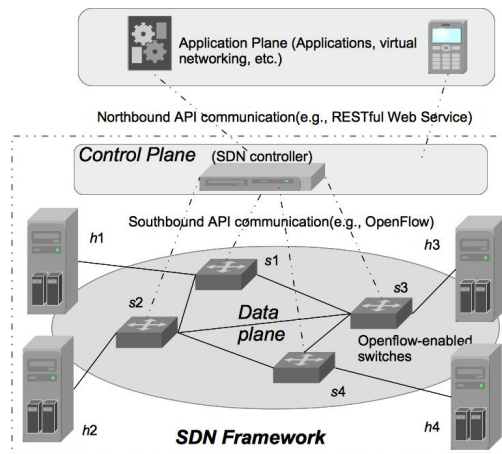 Application Plane (Applications, virtual
networking, etc.)
Northbound API communication(e.g., RESTful Web Service)
Control Plane (SDN controller)
Southbound API communication(e.g., OpenFlow)
h1
h3
s1
s2
s3
Data
plane
Openflow-enabled
switches
s4
h2
h4
SDN Framework